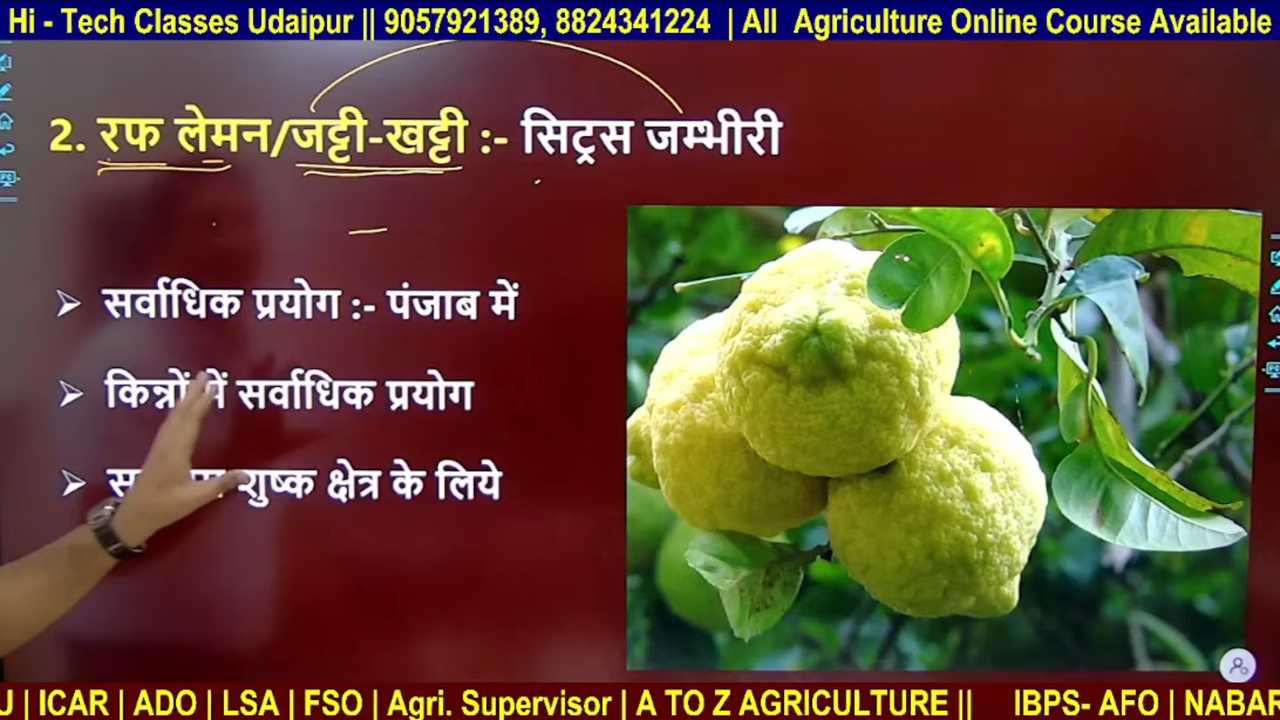 Hi - Tech Classes Udaipur || 9057921389, 8824341224 | All Agriculture Online Course Available
2. रफ लेमन/जट्टी-खट्टी :- सिट्रस जम्भीरी
➢ सर्वाधिक प्रयोग :- पंजाब में
➢ किन्नों में सर्वाधिक प्रयोग
➢ शुष्क क्षेत्र के लिये
J | ICAR | ADO | LSA | FSO | Agri. Supervisor | A TO Z AGRICULTURE || IBPS- AFO | NABAR